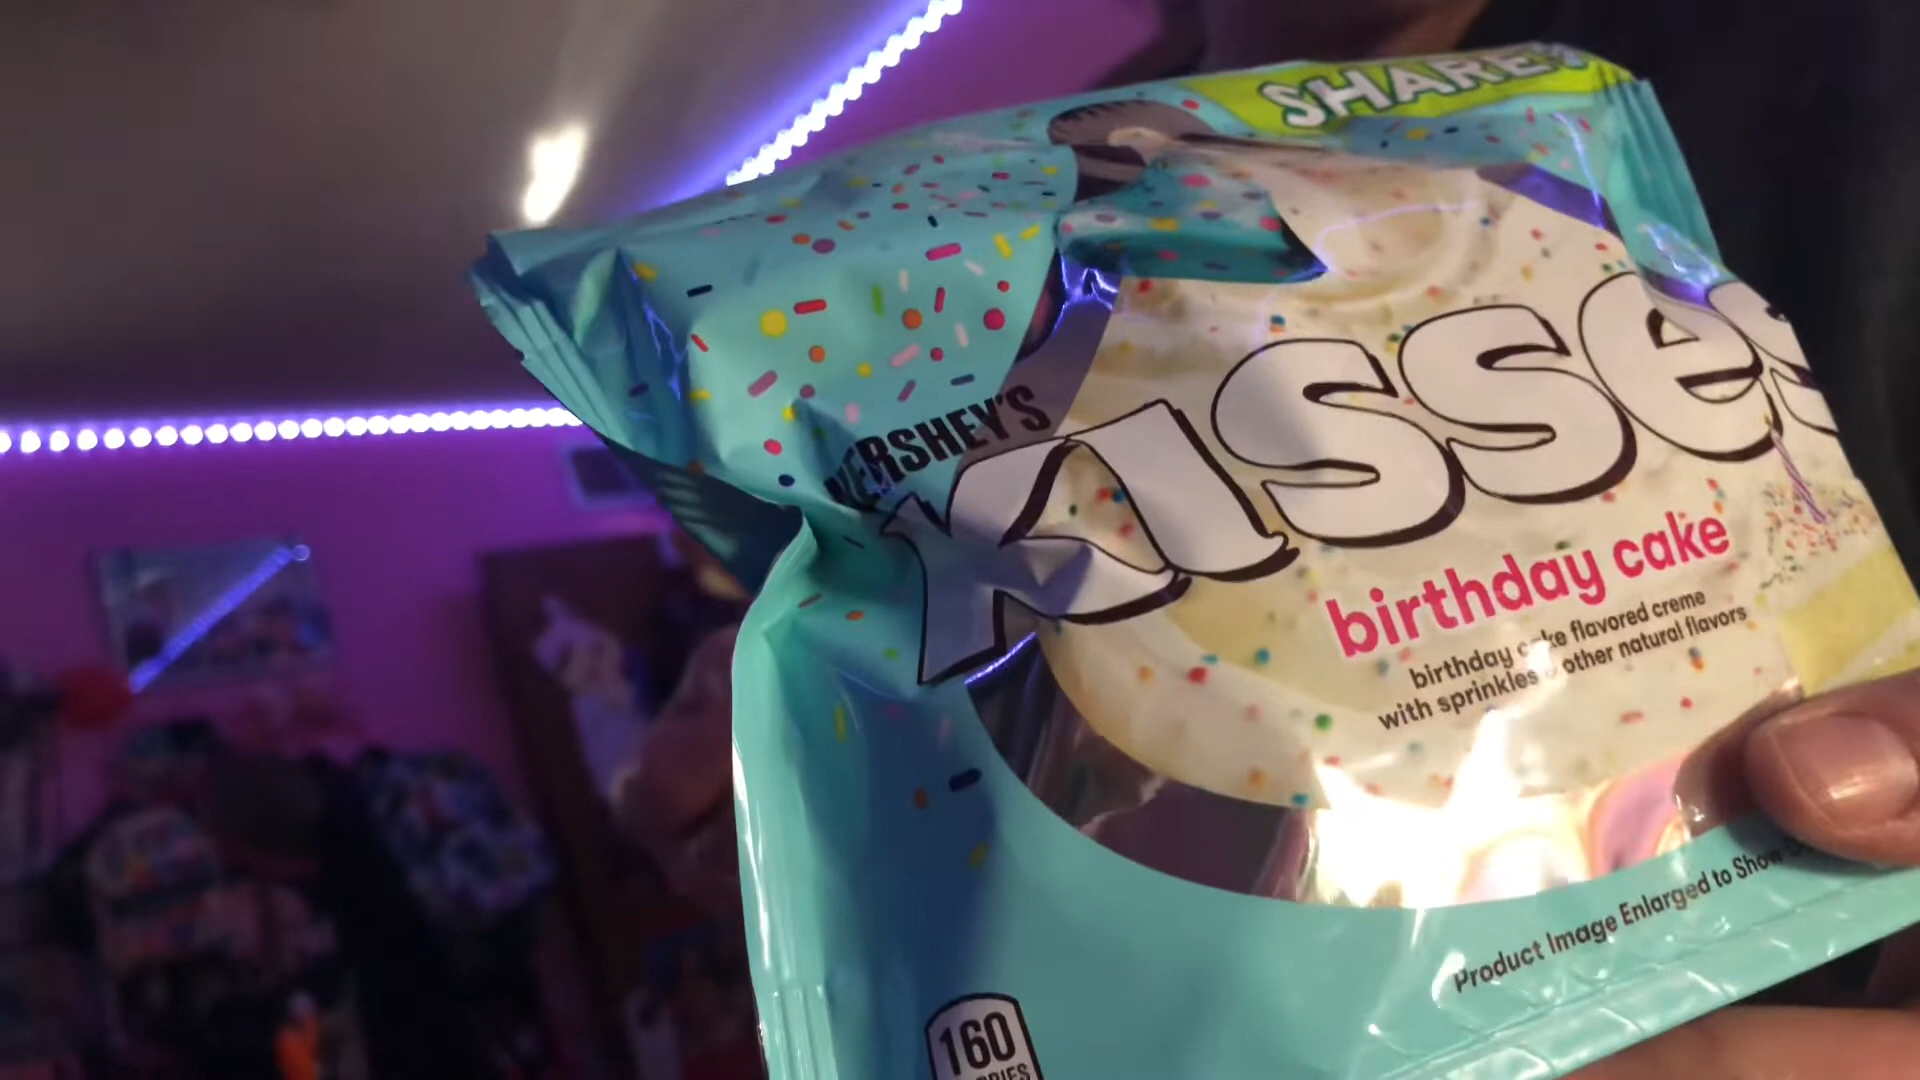 SHARE
HERSHEY'S
KISSES
birthday cake
birthday cake flavored creme
with sprinkles & other natural flavors
Product Image Enlarged to Show
160